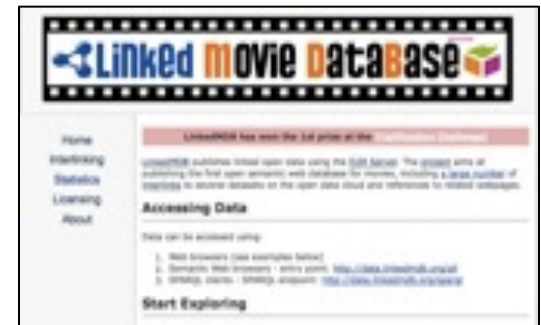 Linked Movie DataBase
Home
Interlinking
Statistics
Licensing
About
LinkedMDB has won the 1st prize at the Triplification Challenge!
LinkedMDB publishes linked open data using the D2R Server. The project aims at
publishing the first open semantic web database for movies, including a large number of
interlinks to several datasets on the open data cloud and references to related webpages.
Accessing Data
Data can be accessed using:
1. Web browsers (see examples below)
2. Semantic Web browsers - entry point: http://data.linkedmdb.org/all
3. SPARQL clients - SPARQL endpoint: http://data.linkedmdb.org/sparql
Start Exploring